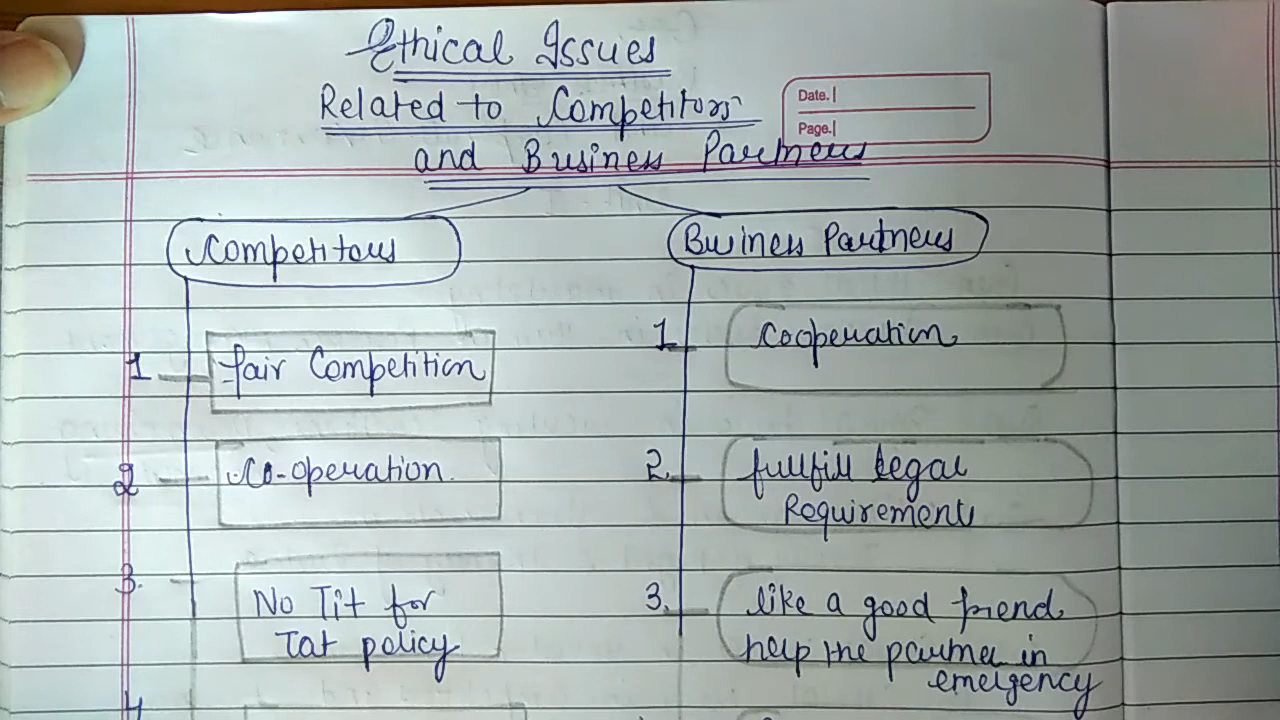 Ethical Issues
Related to Competitors
and Business Partners
Date.
Page.
Competitors
Business Partners
1 fair Competition
2 Co-operation.
3. No Tit for
Tat policy
4
1. Cooperation
2. fullfill legal
Requirement
3. like a good friend
help the partner in
emergency